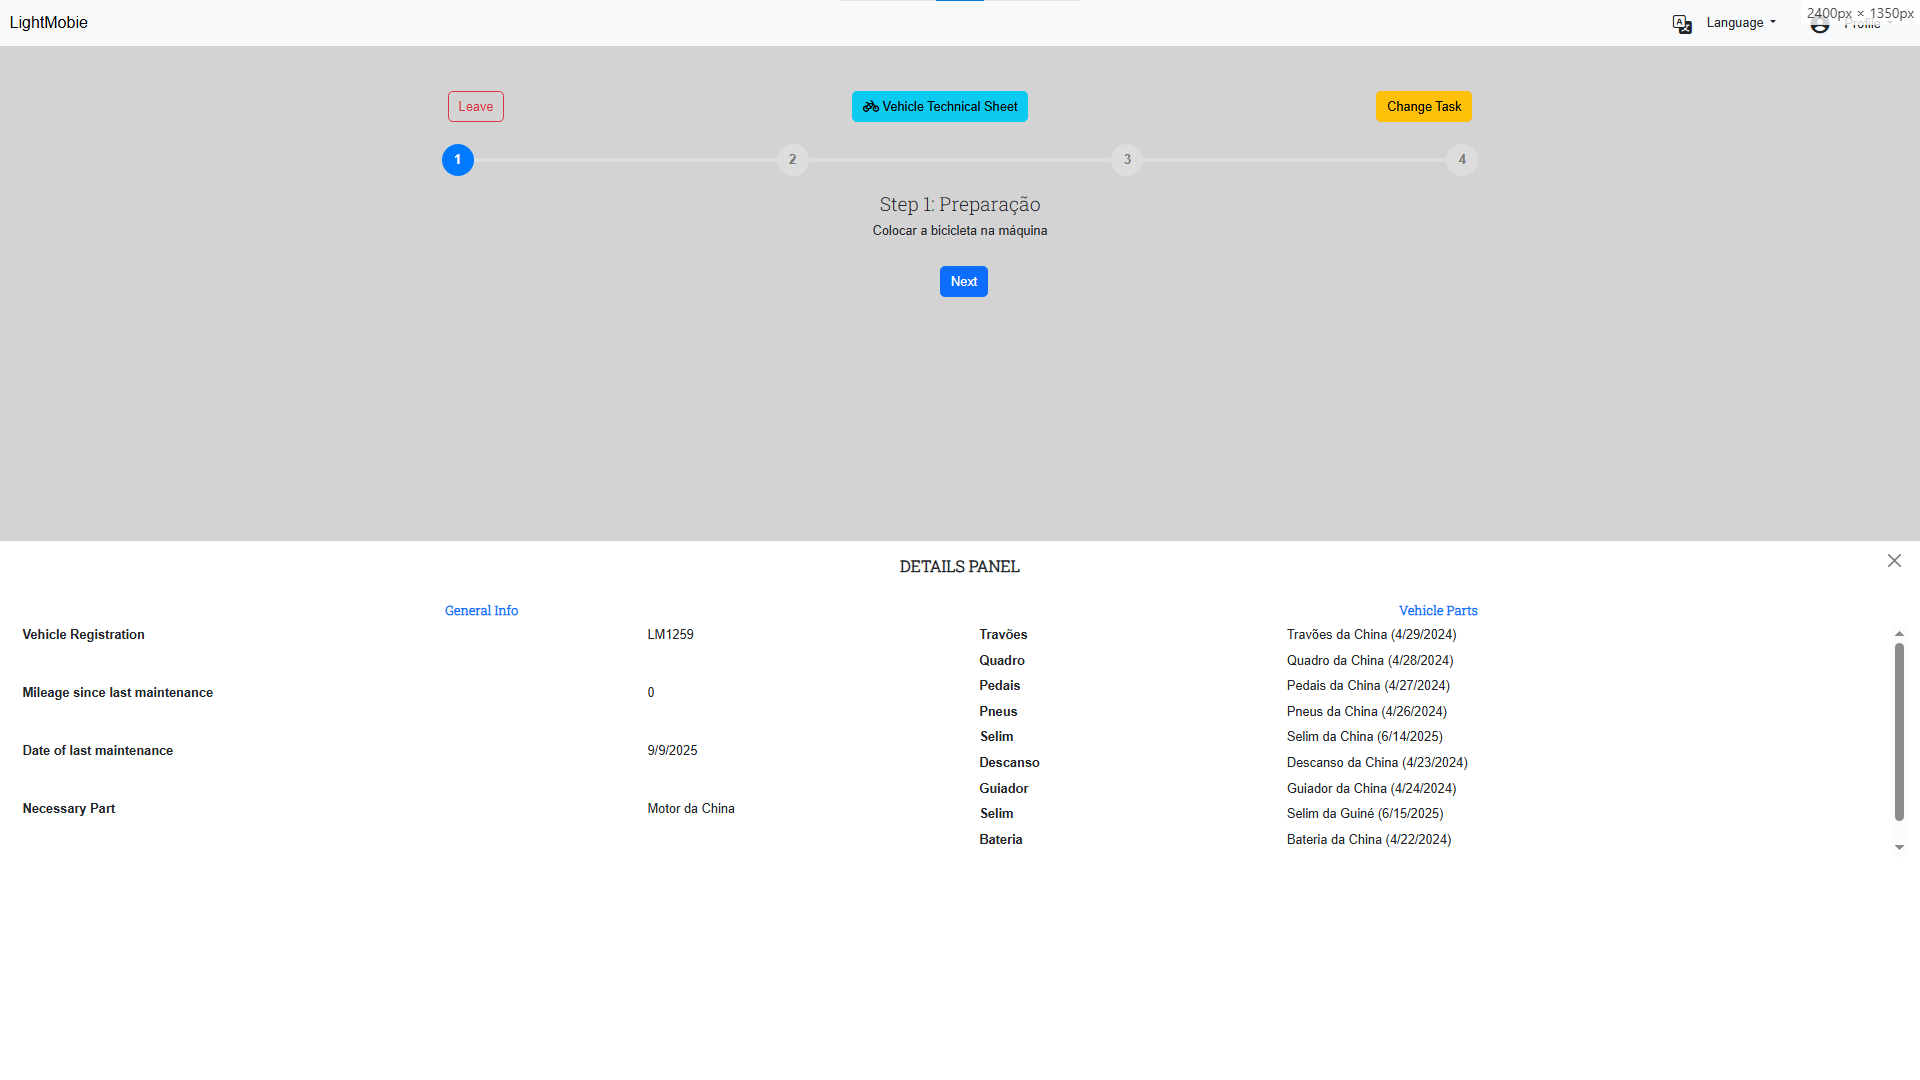 LightMobie
Language
Profile
2400px × 1350px
Leave
Vehicle Technical Sheet
Change Task
1
2
3
4
Step 1: Preparação
Colocar a bicicleta na máquina
Next
DETAILS PANEL
General Info
Vehicle Registration LM1259
Mileage since last maintenance 0
Date of last maintenance 9/9/2025
Necessary Part Motor da China
Vehicle Parts
Travões Travões da China (4/29/2024)
Quadro Quadro da China (4/28/2024)
Pedais Pedais da China (4/27/2024)
Pneus Pneus da China (4/26/2024)
Selim Selim da China (6/14/2025)
Descanso Descanso da China (4/23/2024)
Guiador Guiador da China (4/24/2024)
Selim Selim da Guiné (6/15/2025)
Bateria Bateria da China (4/22/2024)